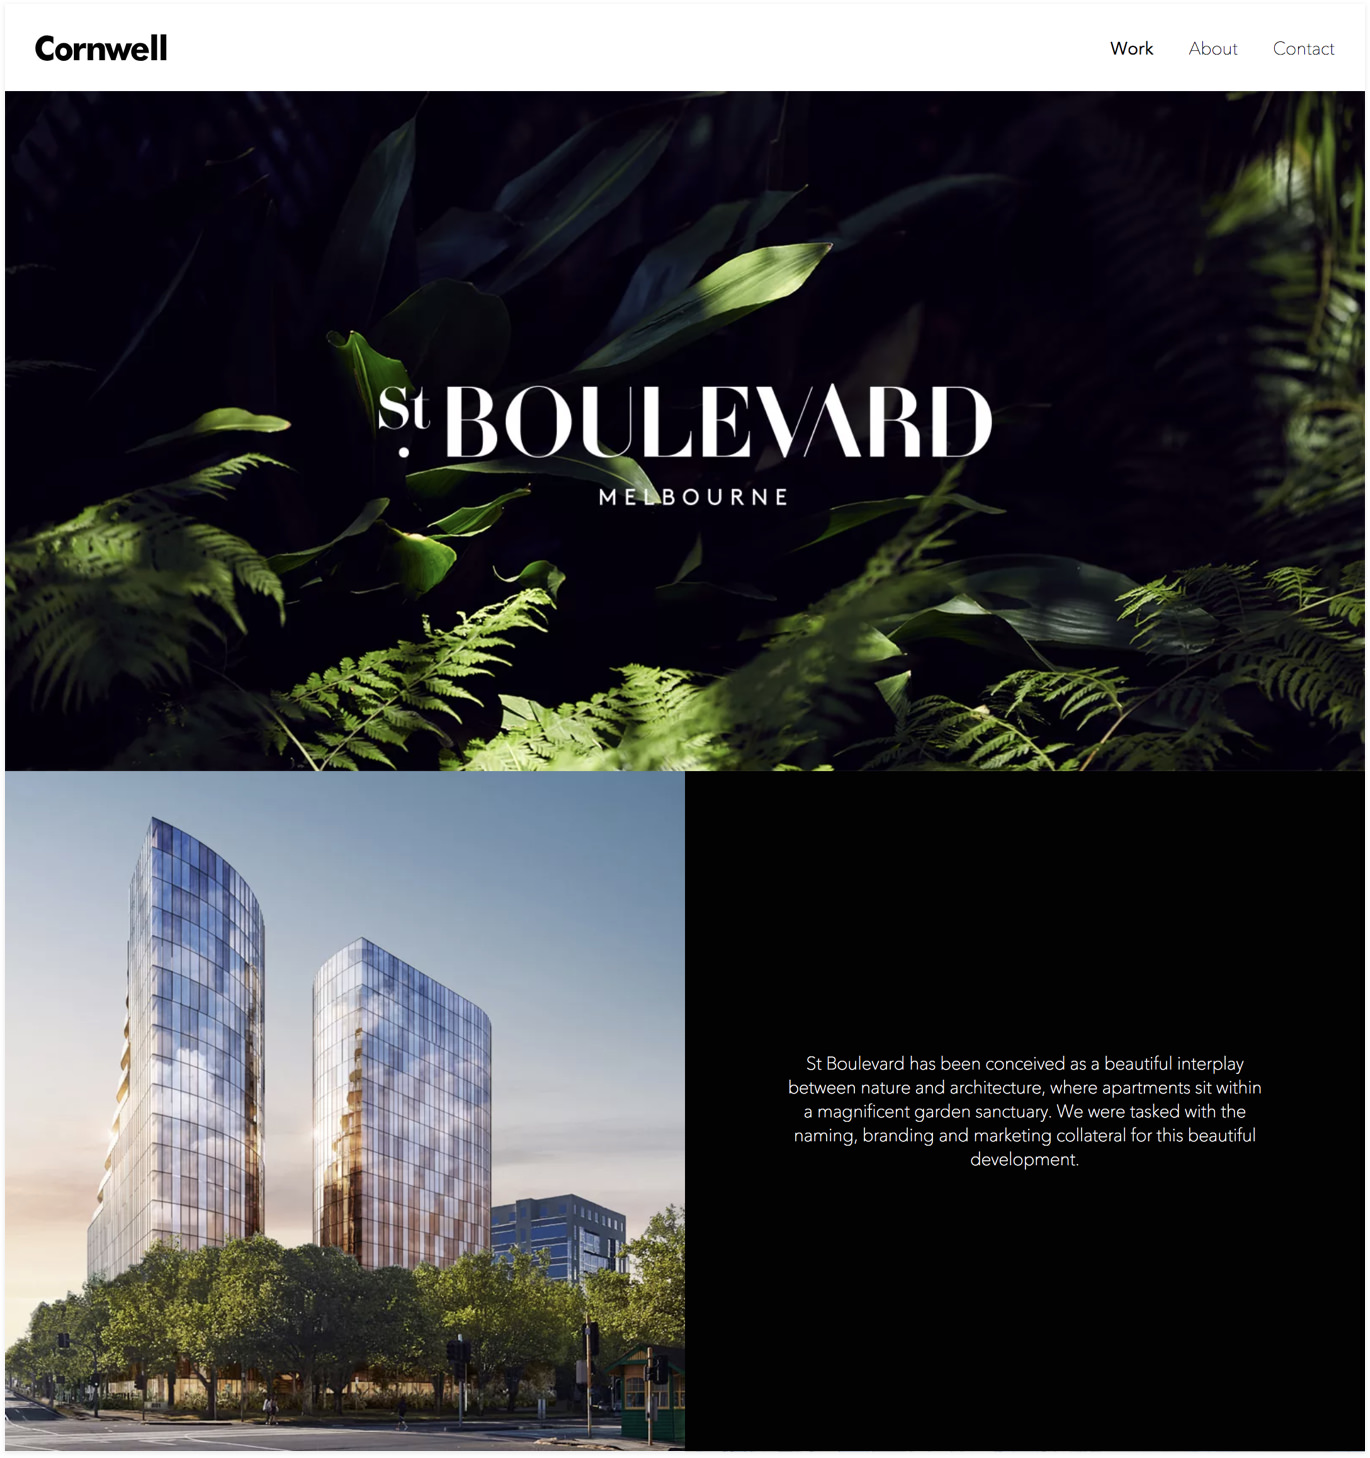 Cornwell
Work About Contact
St BOULEVARD
MELBOURNE
St Boulevard has been conceived as a beautiful interplay
between nature and architecture, where apartments sit within
a magnificent garden sanctuary. We were tasked with the
naming, branding and marketing collateral for this beautiful
development.